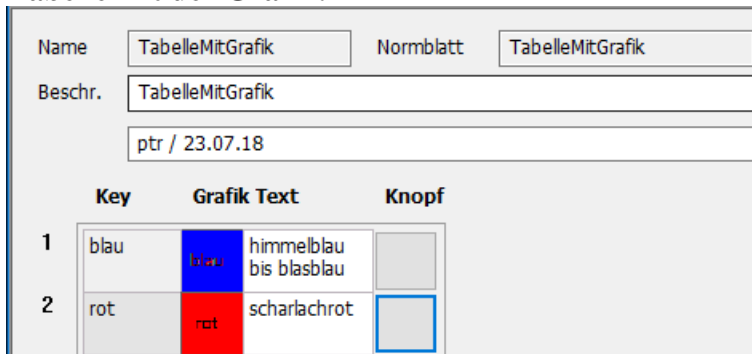 Name TabelleMitGrafik Normblatt TabelleMitGrafik
Beschr. TabelleMitGrafik
ptr / 23.07.18
Key Grafik Text Knopf
1 blau blau himmelblau
bis blasblau
2 rot rot scharlachrot